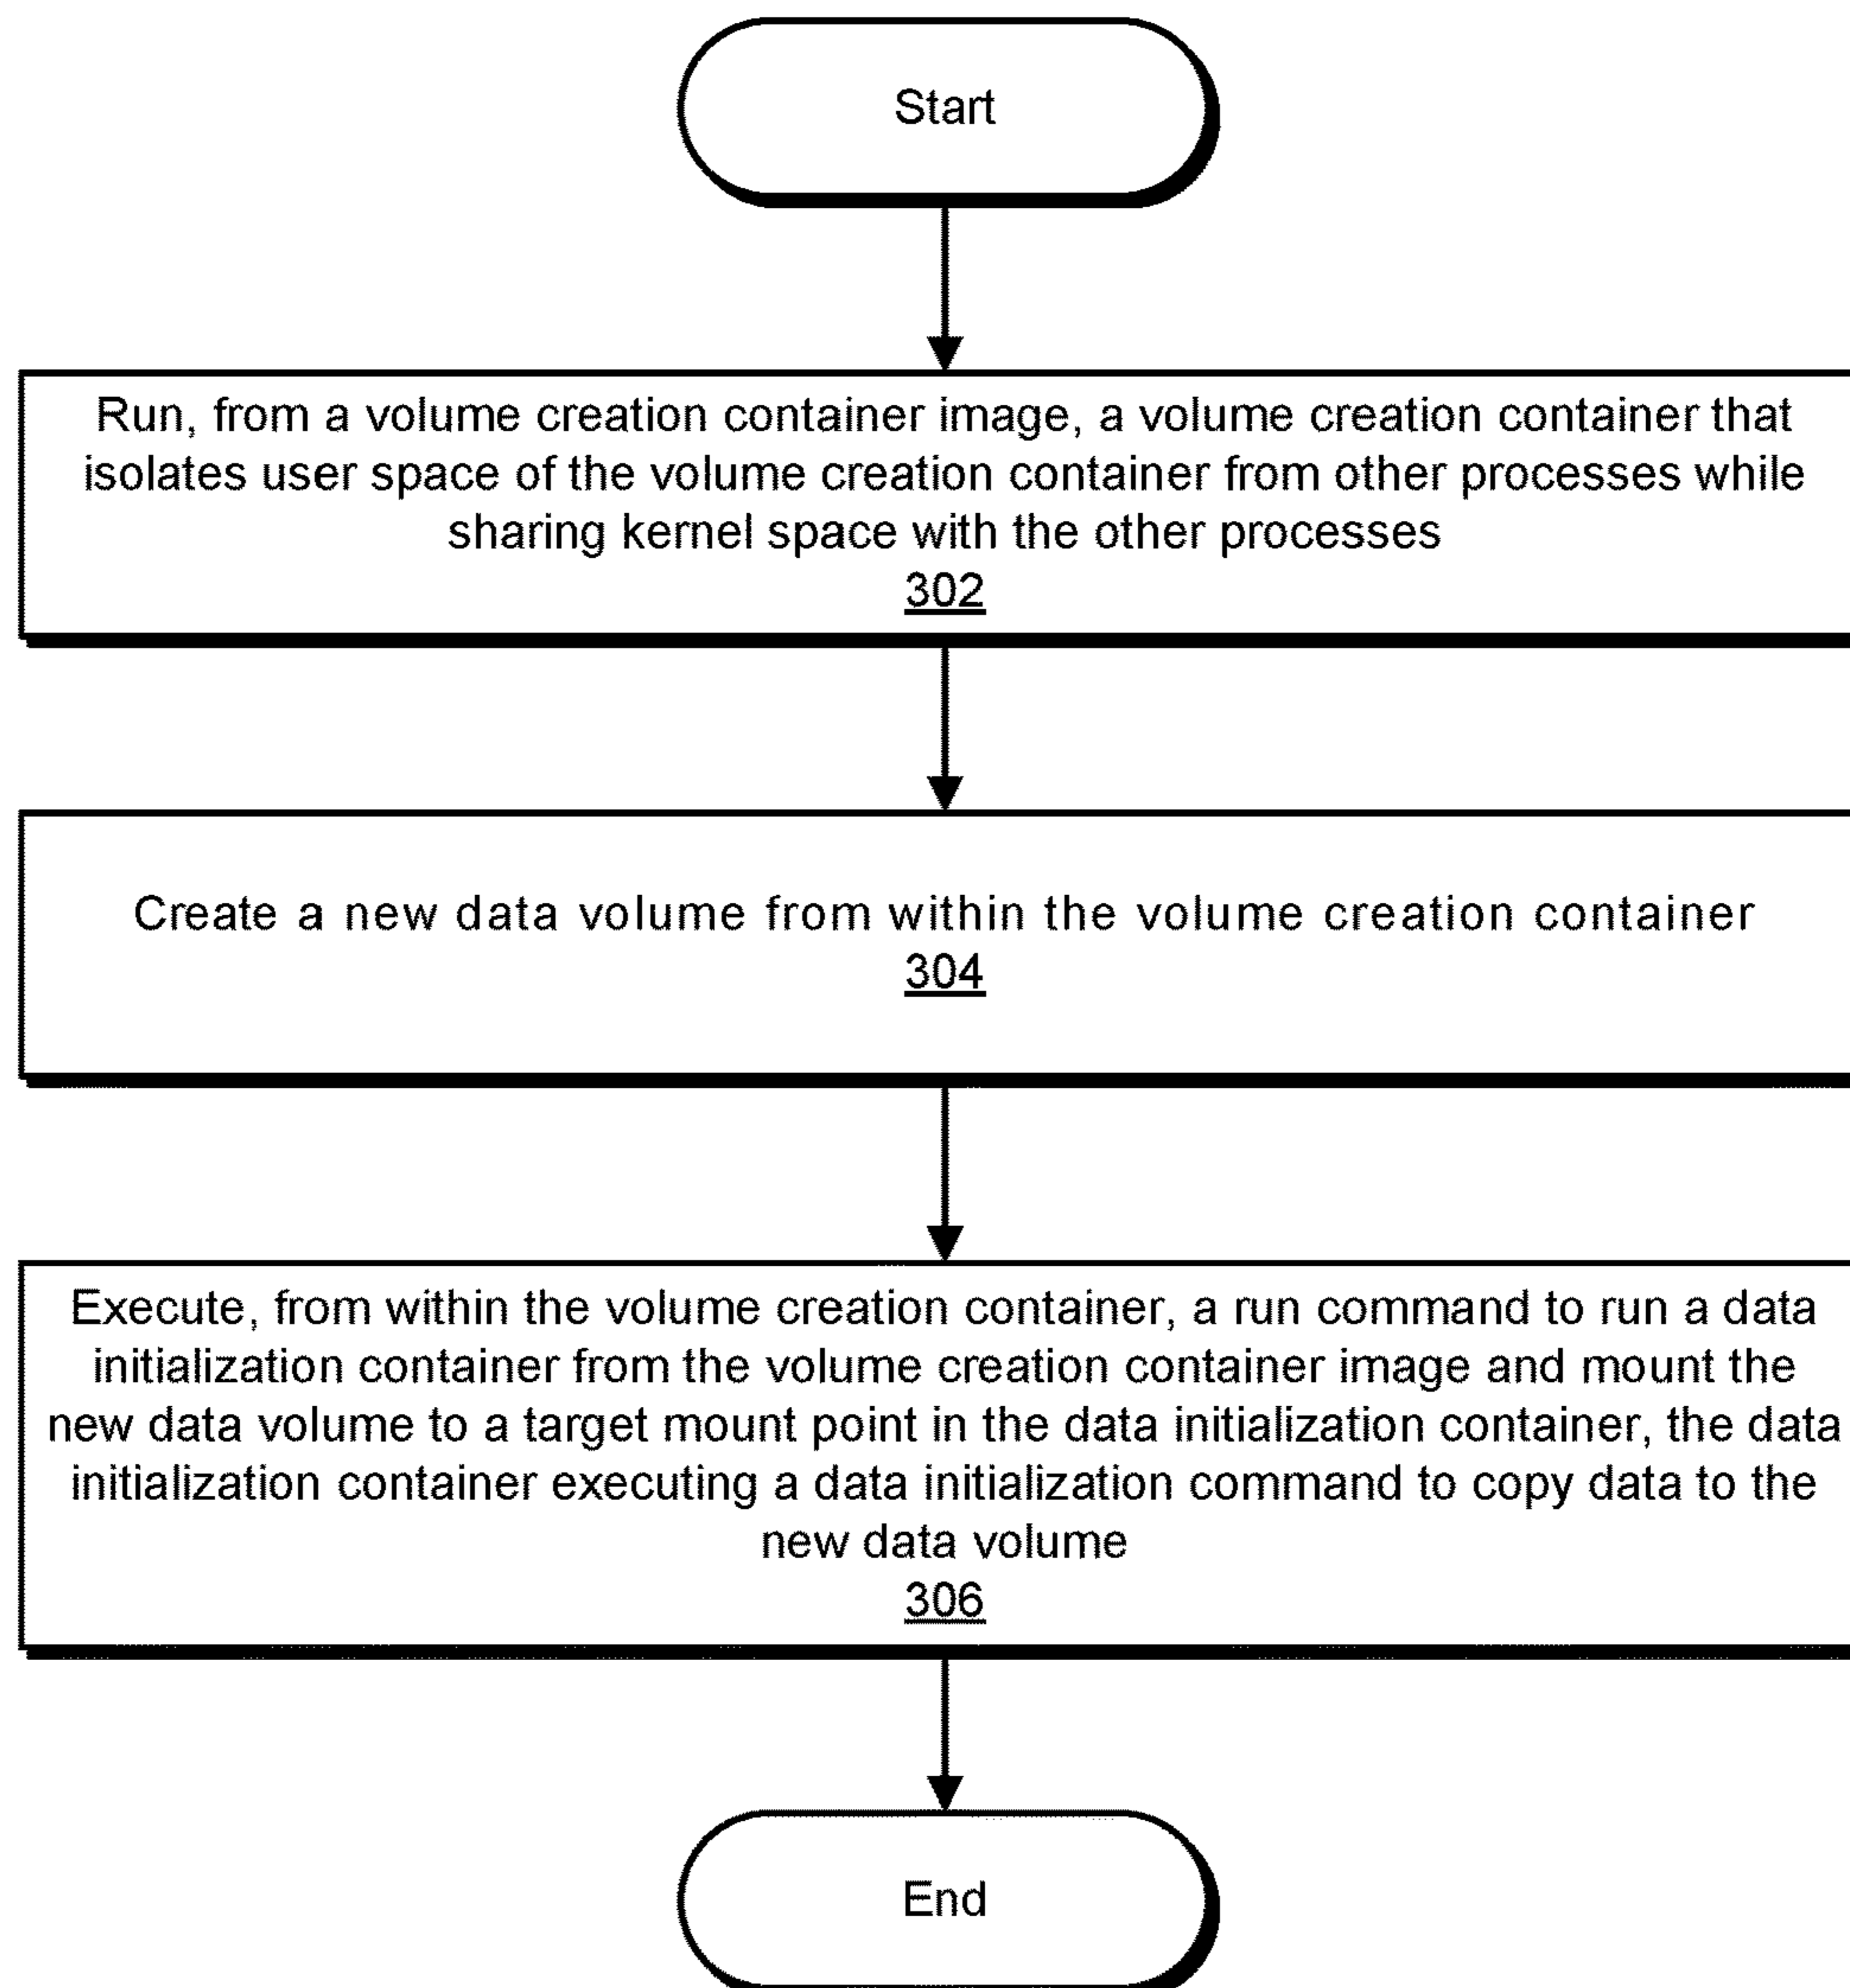 Start
Run, from a volume creation container image, a volume creation container that
isolates user space of the volume creation container from other processes while
sharing kernel space with the other processes
302
Create a new data volume from within the volume creation container
304
Execute, from within the volume creation container, a run command to run a data
initialization container from the volume creation container image and mount the
new data volume to a target mount point in the data initialization container, the data
initialization container executing a data initialization command to copy data to the
new data volume
306
End